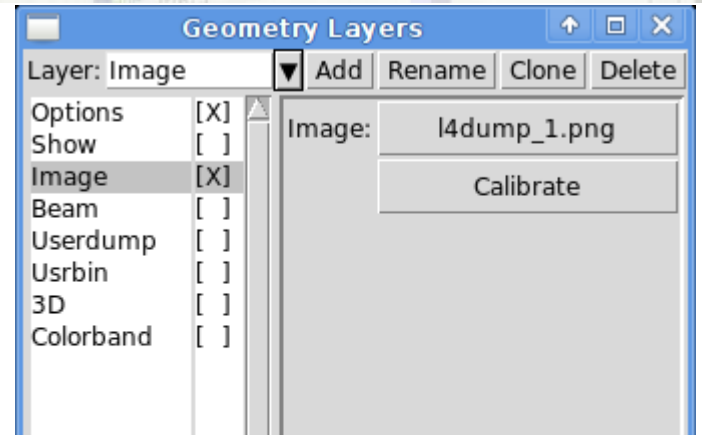 Geometry Layers
Layer: Image ▼ Add Rename Clone Delete
Options [X]
Show [ ]
Image [X]
Beam [ ]
Userdump [ ]
Usrbin [ ]
3D [ ]
Colorband [ ]
Image: l4dump_1.png
Calibrate